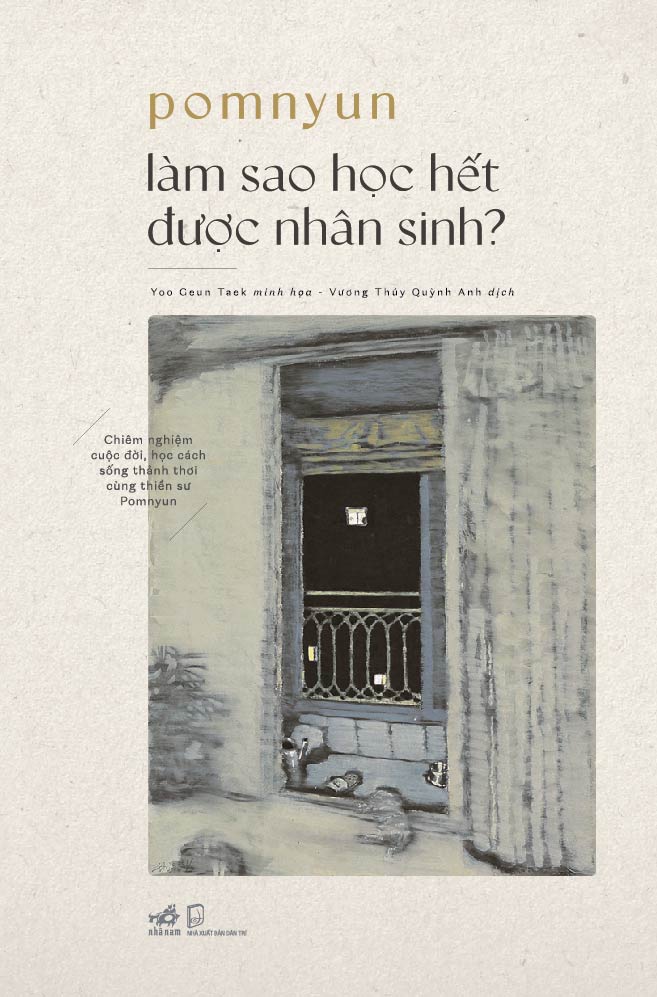 pomnyun
làm sao học hết
được nhân sinh?
Yoo Geun Taek minh họa - Vương Thúy Quỳnh Anh dịch
Chiêm nghiệm
cuộc đời, học cách
sống thảnh thơi
cùng thiền sư
Pomnyun
nhã nam
NHÀ XUẤT BẢN DÂN TRÍ